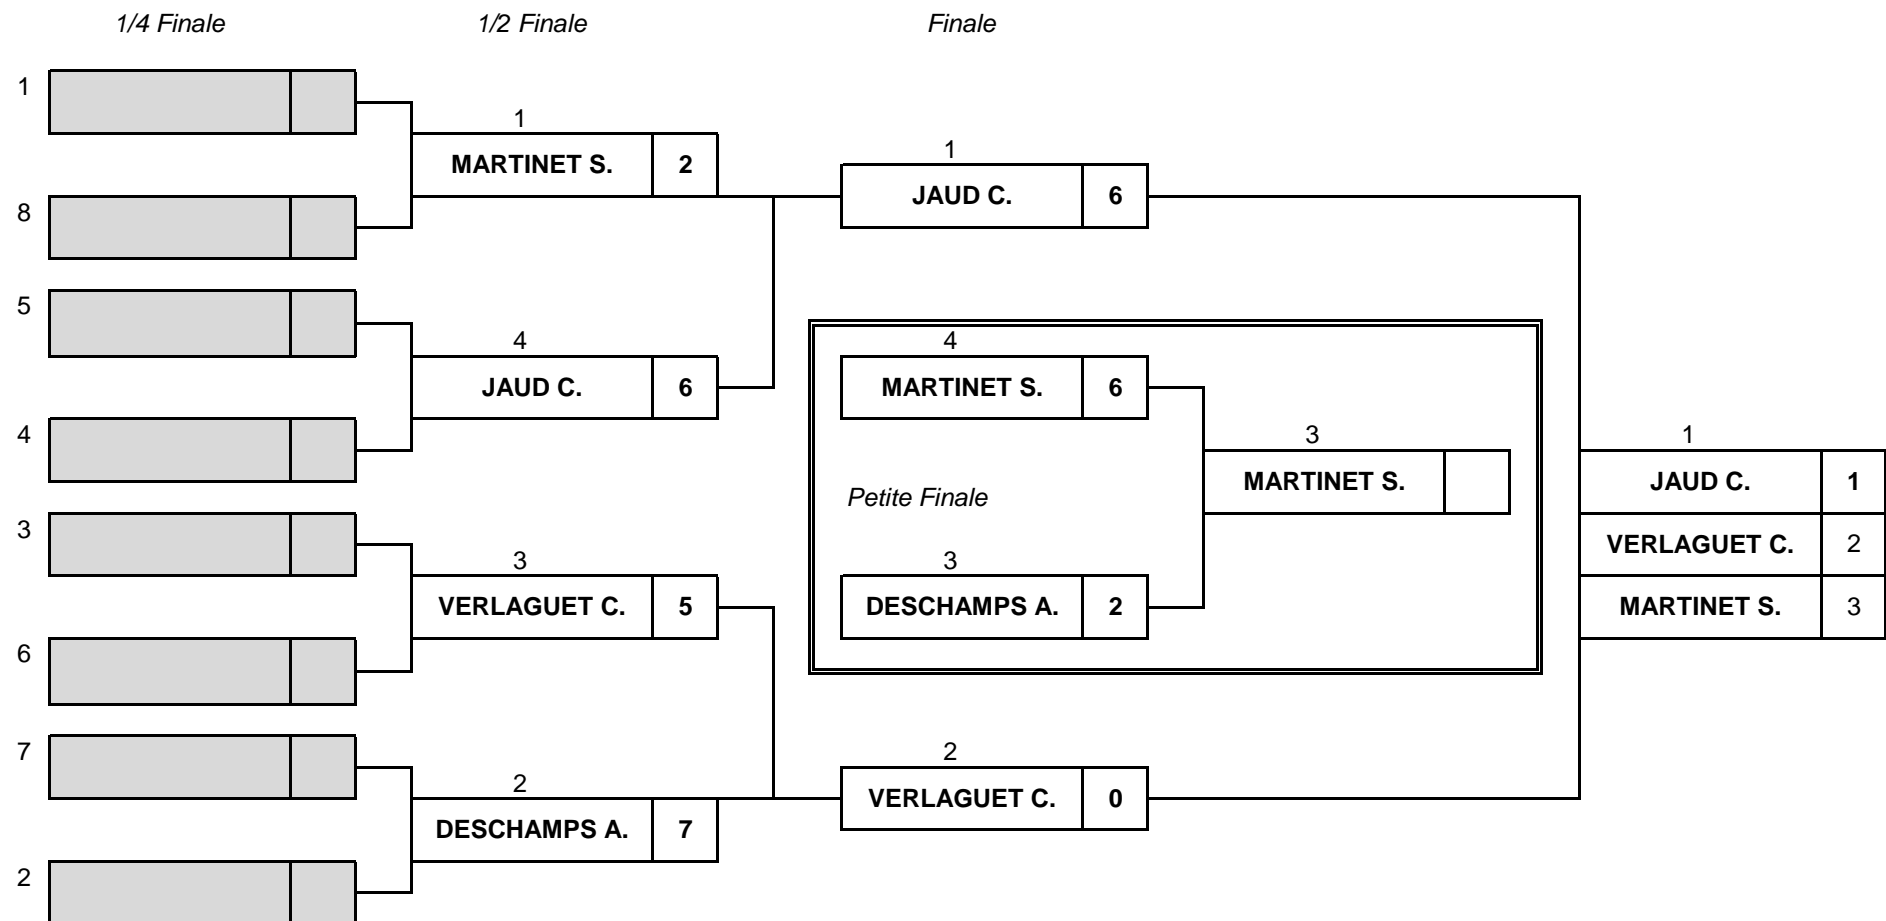 1/4 Finale 1/2 Finale Finale
1
1
MARTINET S. 2
1
JAUD C. 6
8
5
4
JAUD C. 6
4
MARTINET S. 6
4
3
MARTINET S.
1
JAUD C. 1
Petite Finale
3
VERLAGUET C. 2
3
VERLAGUET C. 5
3
DESCHAMPS A. 2
MARTINET S. 3
6
7
2
DESCHAMPS A. 7
2
VERLAGUET C. 0
2